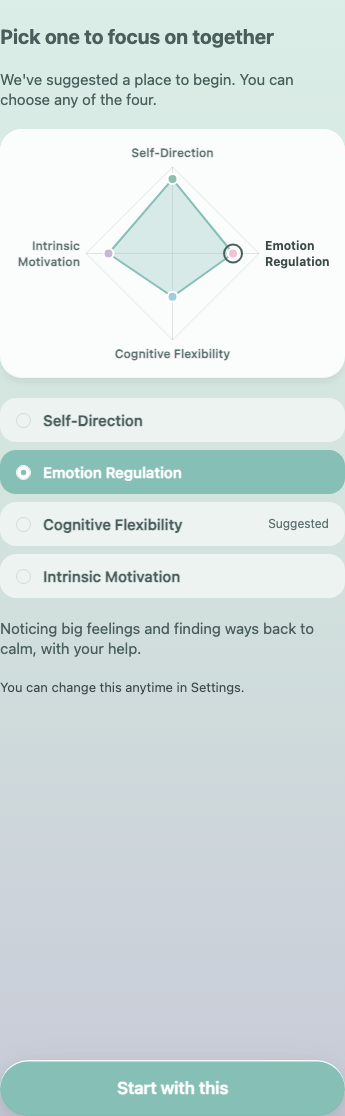 Pick one to focus on together
We've suggested a place to begin. You can
choose any of the four.
Self-Direction
Intrinsic
Motivation
Emotion
Regulation
Cognitive Flexibility
Self-Direction
Emotion Regulation
Cognitive Flexibility Suggested
Intrinsic Motivation
Noticing big feelings and finding ways back to
calm, with your help.
You can change this anytime in Settings.
Start with this